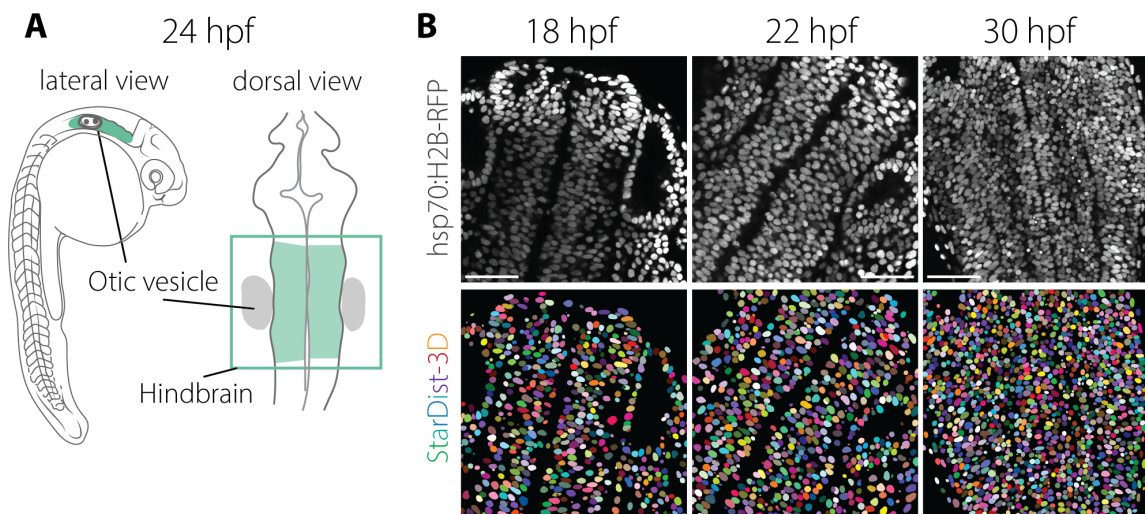 A
24 hpf
lateral view
dorsal view
Otic vesicle
Hindbrain
B
18 hpf
22 hpf
30 hpf
hsp70:H2B-RFP
StarDist-3D